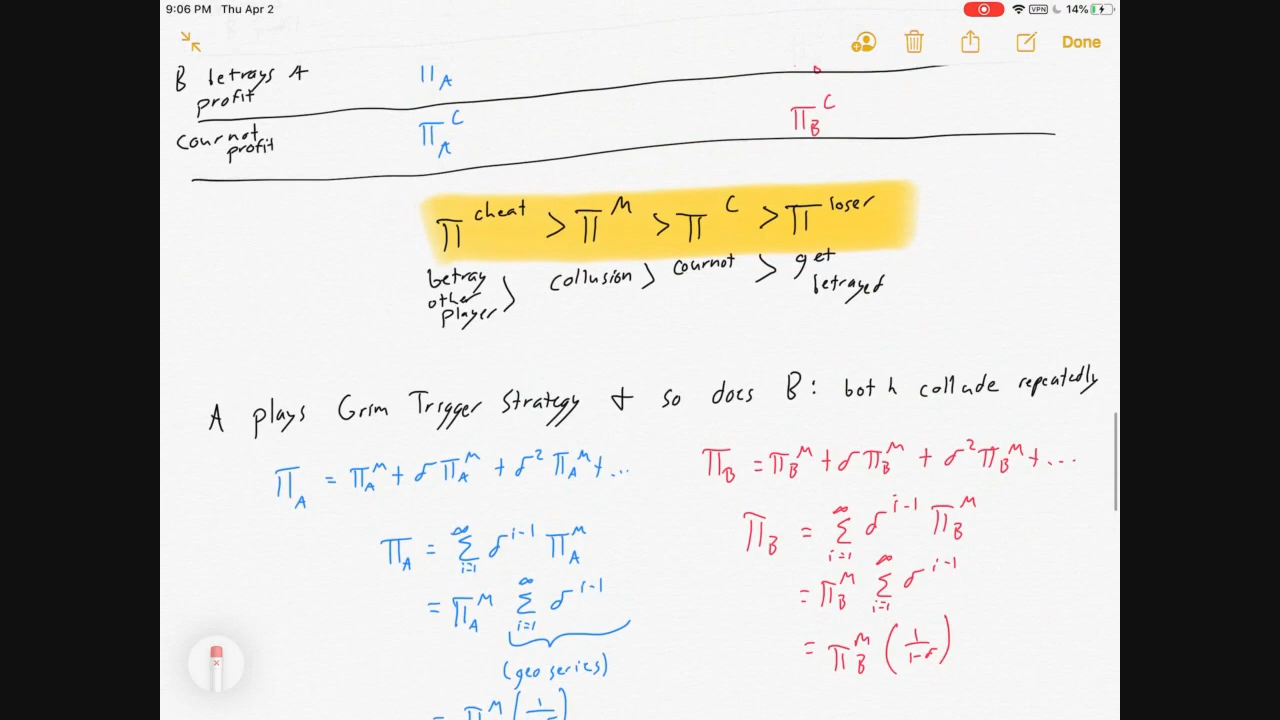 9:06 PM Thu Apr 2 VPN 14%
Done
B betrays A profit Π_A
Cournot profit Π_A^C Π_B^C
Π^cheat > Π^M > Π^C > Π^loser
betray other player > collusion > cournot > get betrayed
A plays Grim Trigger Strategy & so does B: both collude repeatedly
Π_A = Π_A^M + δΠ_A^M + δ²Π_A^M + ... Π_B = Π_B^M + δΠ_B^M + δ²Π_B^M + ...
Π_A = Σ_{i=1}^∞ δ^{i-1} Π_A^M Π_B = Σ_{i=1}^∞ δ^{i-1} Π_B^M
= Π_A^M Σ_{i=1}^∞ δ^{i-1} = Π_B^M Σ_{i=1}^∞ δ^{i-1}
(geo series) = Π_B^M (1/(1-δ))